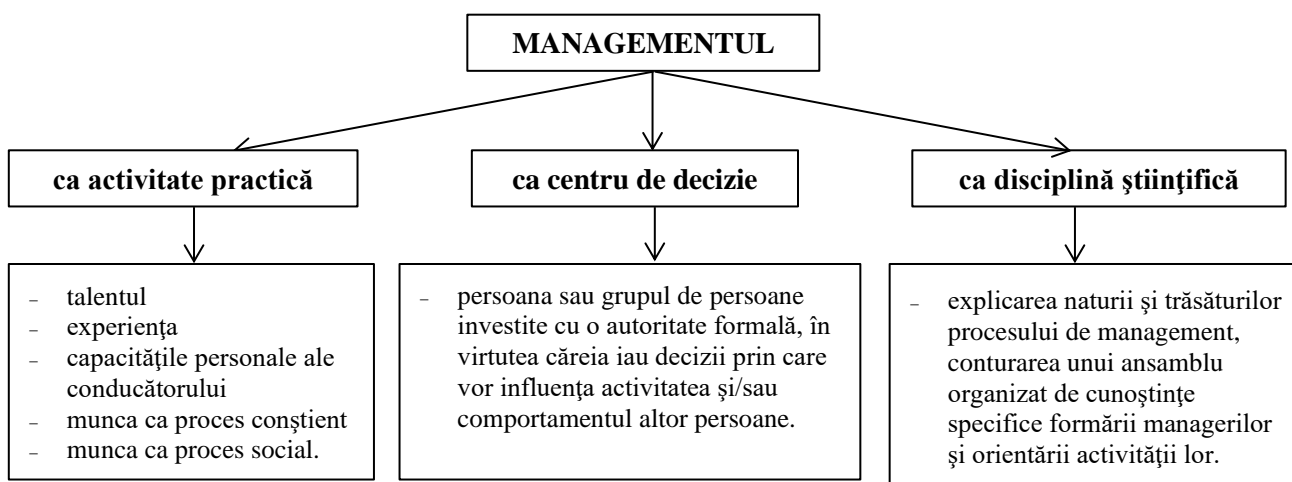 MANAGEMENTUL
ca activitate practică
ca centru de decizie
ca disciplină ştiinţifică
- talentul
- experienţa
- capacităţile personale ale
conducătorului
- munca ca proces conştient
- munca ca proces social.
- persoana sau grupul de persoane
investite cu o autoritate formală, în
virtutea căreia iau decizii prin care
vor influenţa activitatea şi/sau
comportamentul altor persoane.
- explicarea naturii şi trăsăturilor
procesului de management,
conturarea unui ansamblu
organizat de cunoştinţe
specifice formării managerilor
şi orientării activităţii lor.